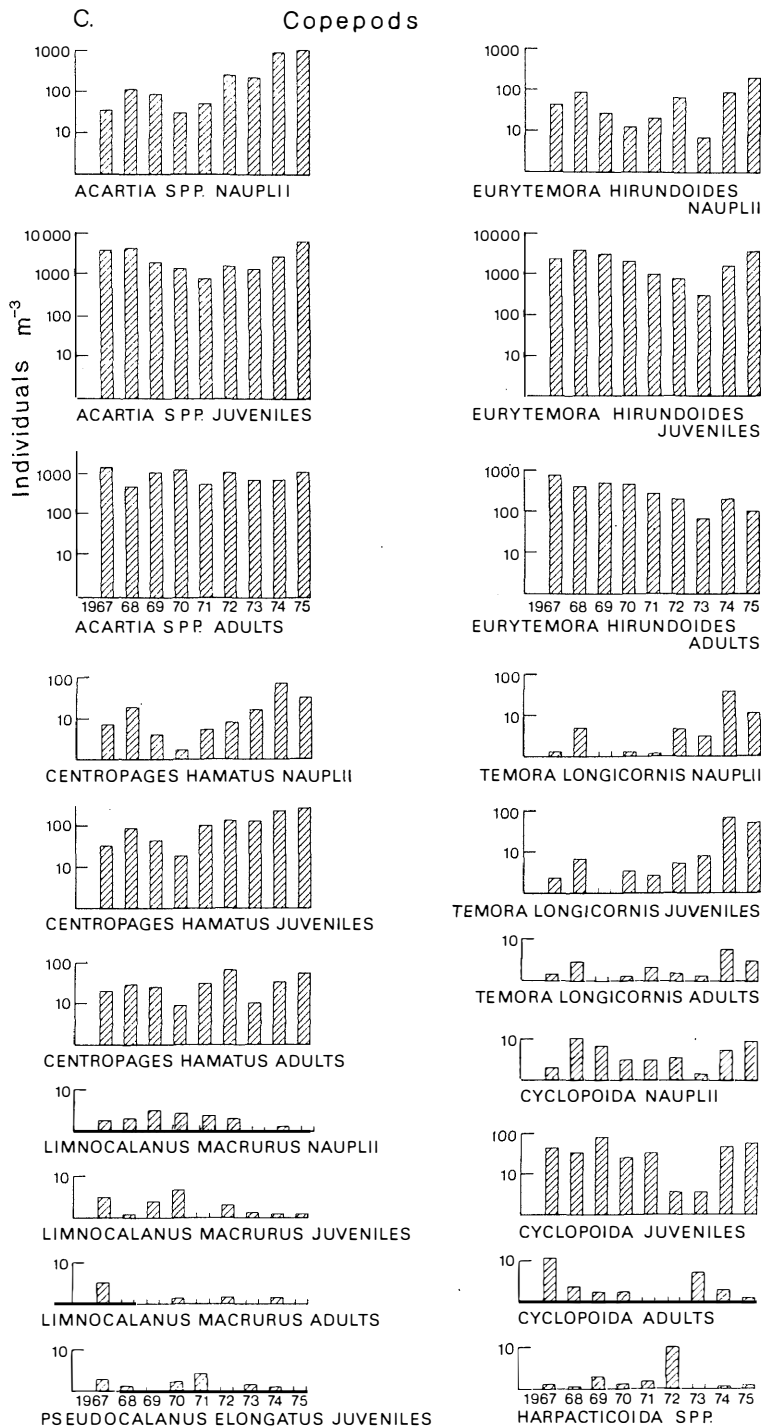 C.
Copepods
Individuals m⁻³
1000
100
10
ACARTIA SPP. NAUPLII
10000
1000
100
10
ACARTIA SPP. JUVENILES
1000
100
10
1967 68 69 70 71 72 73 74 75
ACARTIA SPP. ADULTS
100
10
CENTROPAGES HAMATUS NAUPLII
100
10
CENTROPAGES HAMATUS JUVENILES
100
10
CENTROPAGES HAMATUS ADULTS
10
LIMNOCALANUS MACRURUS NAUPLII
10
LIMNOCALANUS MACRURUS JUVENILES
10
LIMNOCALANUS MACRURUS ADULTS
10
1967 68 69 70 71 72 73 74 75
PSEUDOCALANUS ELONGATUS JUVENILES
1000
100
10
EURYTEMORA HIRUNDOIDES
NAUPLII
10000
1000
100
10
EURYTEMORA HIRUNDOIDES
JUVENILES
1000
100
10
1967 68 69 70 71 72 73 74 75
EURYTEMORA HIRUNDOIDES
ADULTS
100
10
TEMORA LONGICORNIS NAUPLII
100
10
TEMORA LONGICORNIS JUVENILES
10
TEMORA LONGICORNIS ADULTS
10
CYCLOPOIDA NAUPLII
100
10
CYCLOPOIDA JUVENILES
10
CYCLOPOIDA ADULTS
10
1967 68 69 70 71 72 73 74 75
HARPACTICOIDA SPP.